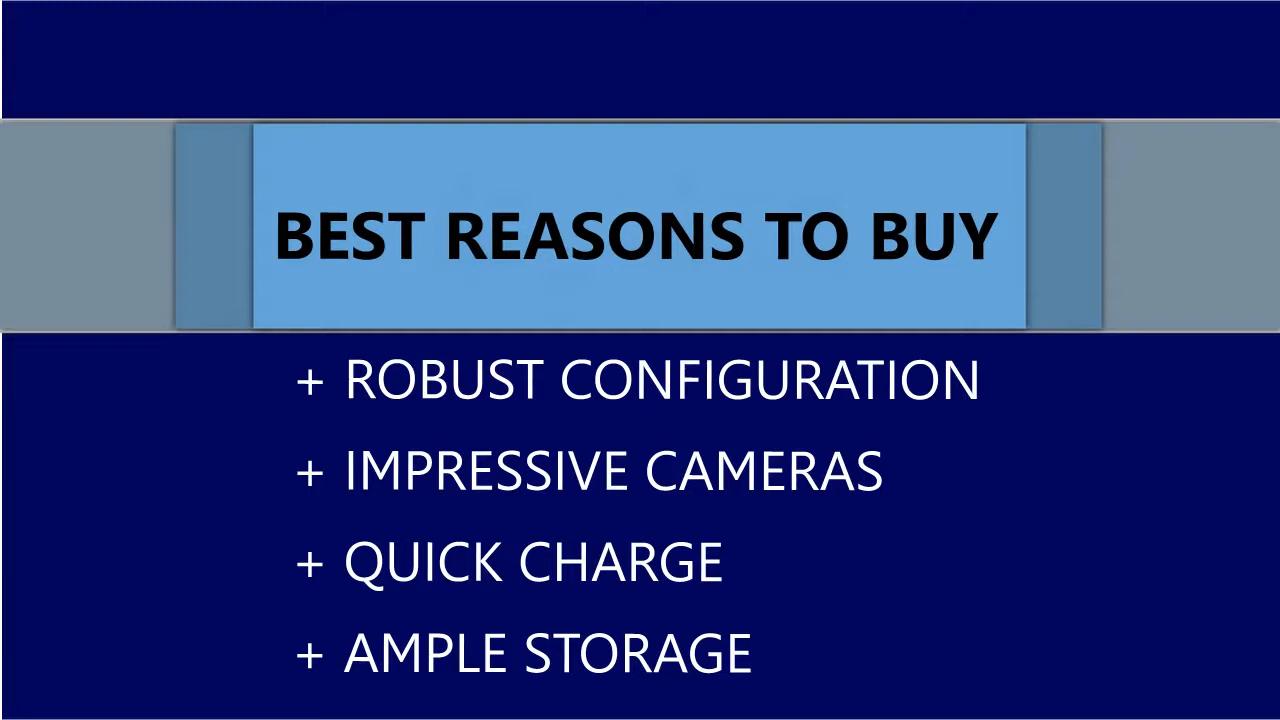 BEST REASONS TO BUY
+ ROBUST CONFIGURATION
+ IMPRESSIVE CAMERAS
+ QUICK CHARGE
+ AMPLE STORAGE